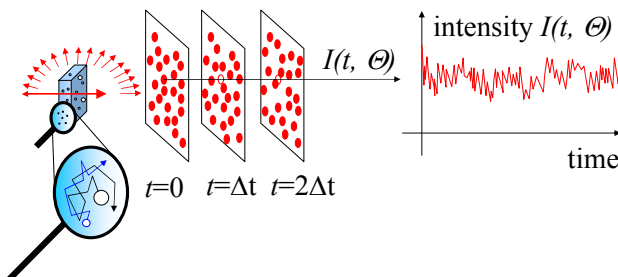 intensity I(t, Θ)
I(t, Θ)
time
t=0 t=Δt t=2Δt